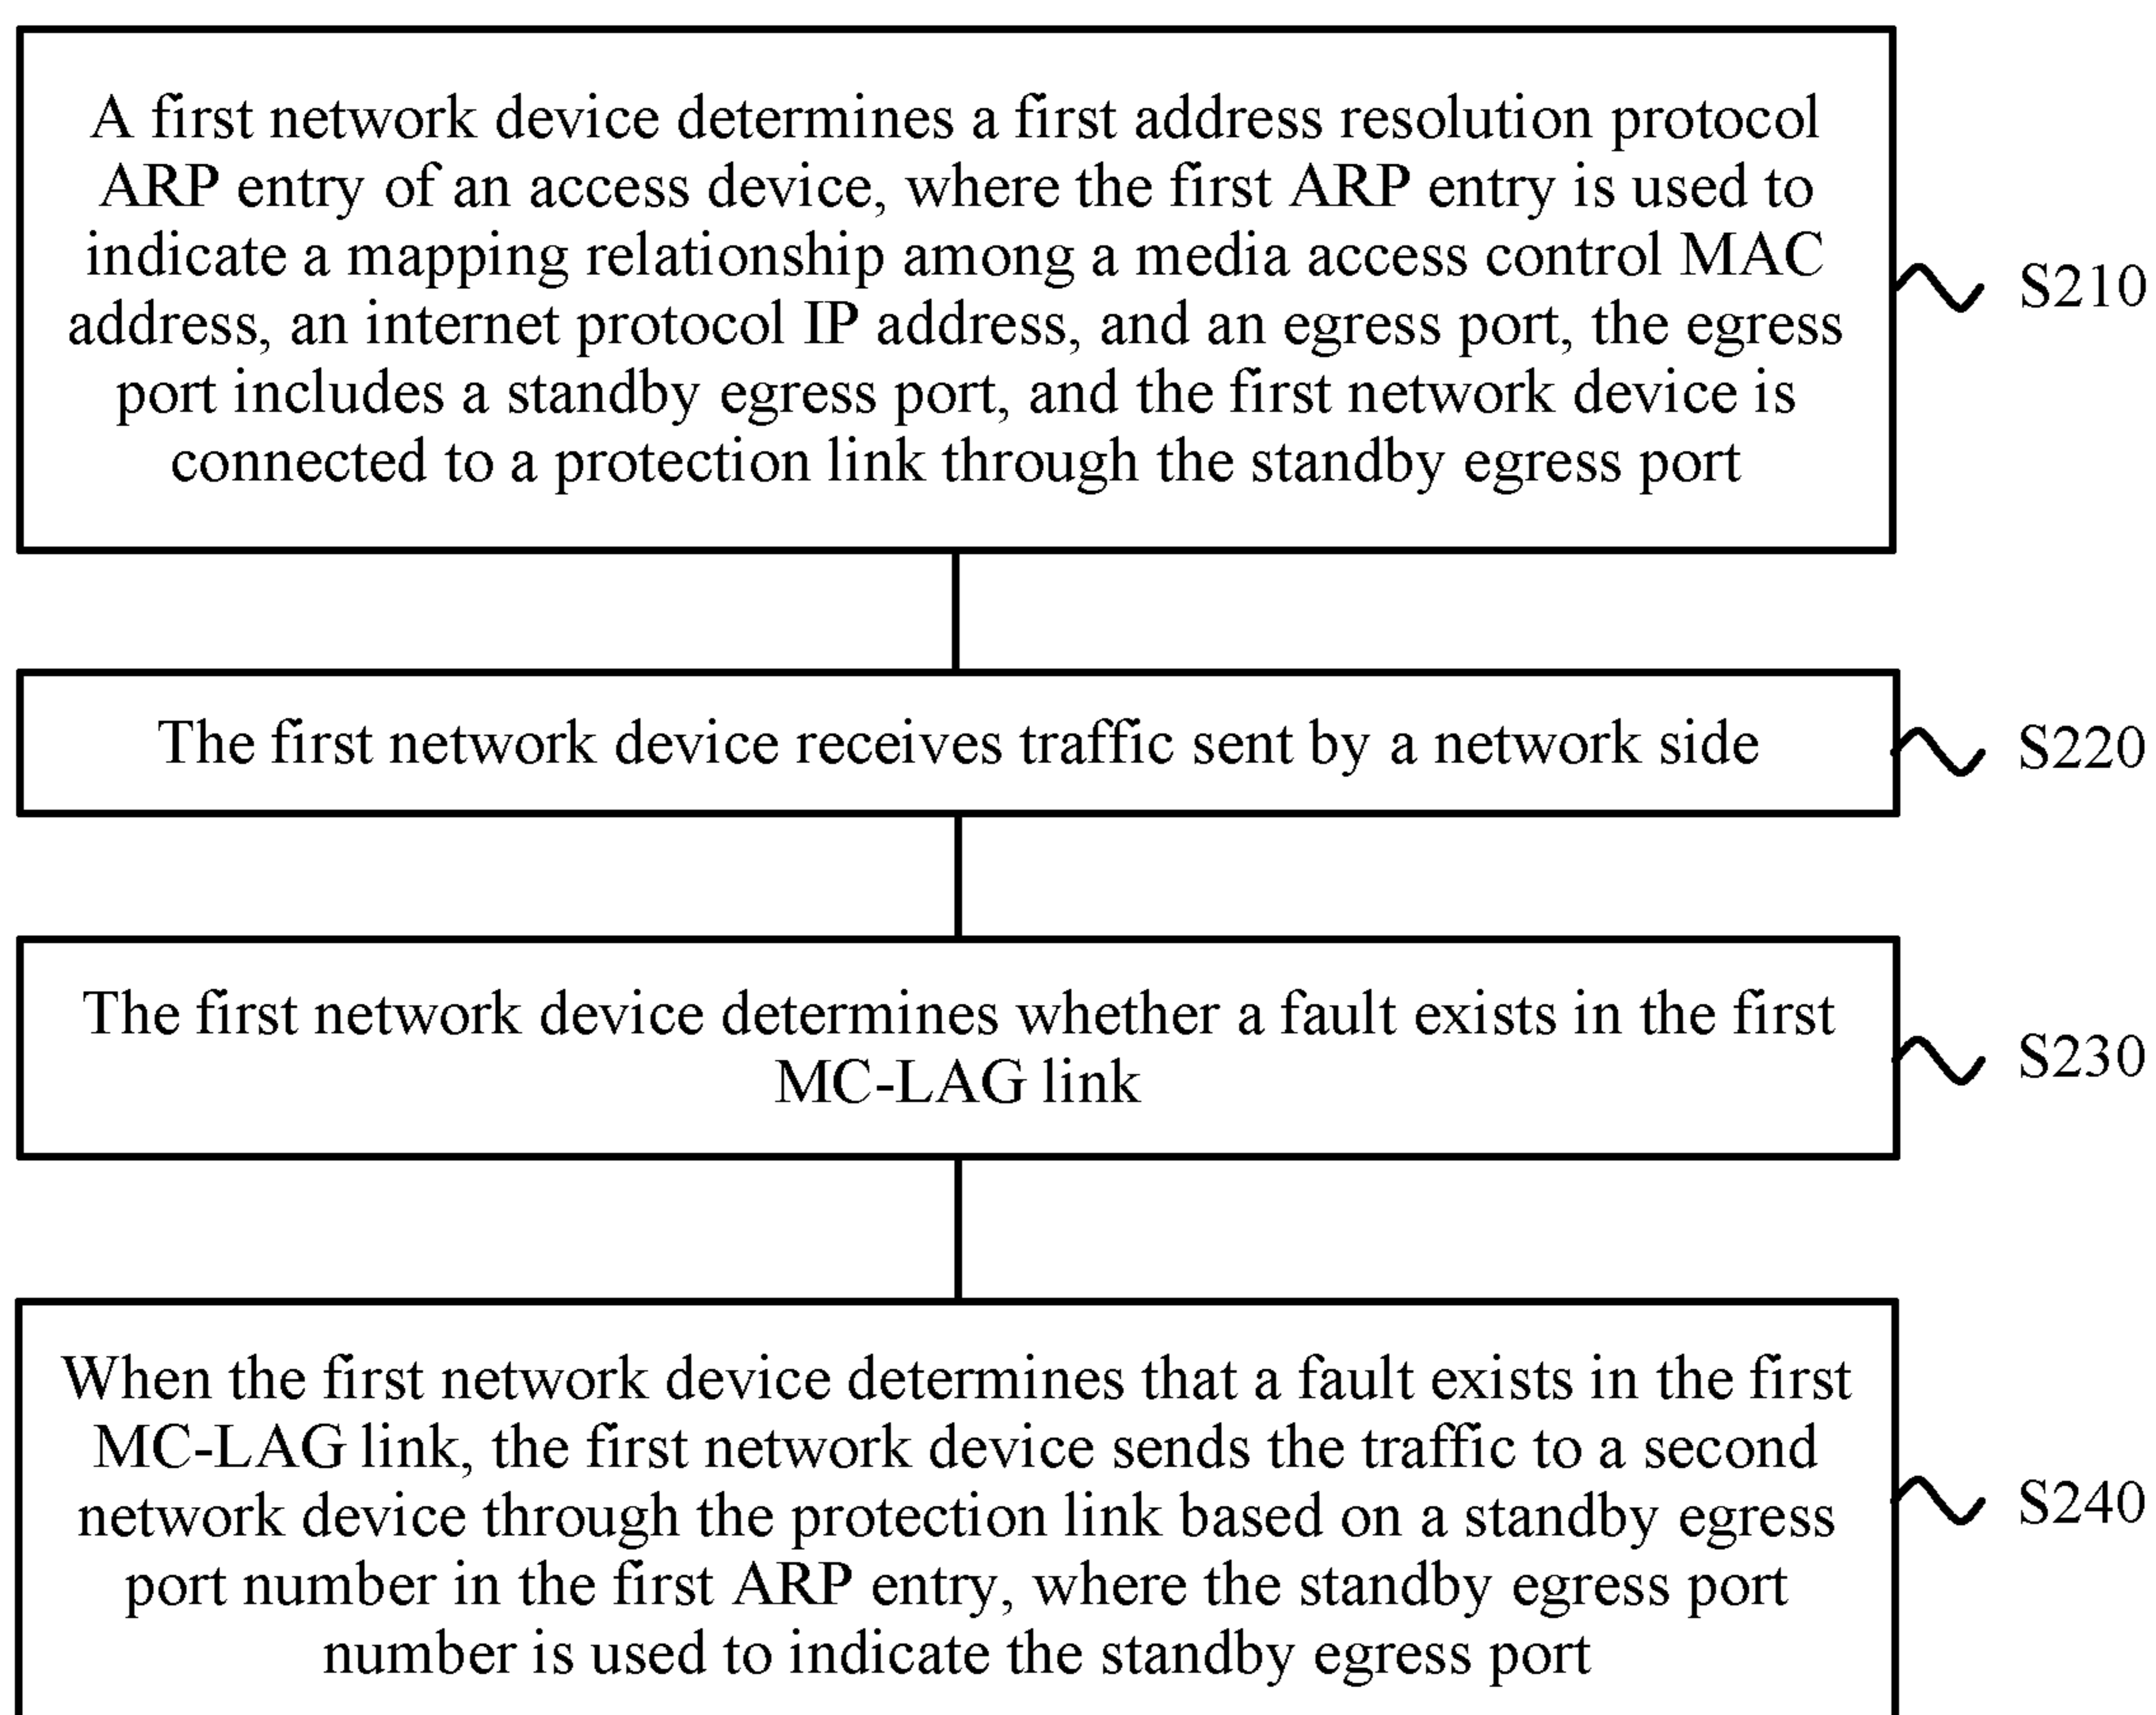 A first network device determines a first address resolution protocol
ARP entry of an access device, where the first ARP entry is used to
indicate a mapping relationship among a media access control MAC
address, an internet protocol IP address, and an egress port, the egress
port includes a standby egress port, and the first network device is
connected to a protection link through the standby egress port
S210
The first network device receives traffic sent by a network side
S220
The first network device determines whether a fault exists in the first
MC-LAG link
S230
When the first network device determines that a fault exists in the first
MC-LAG link, the first network device sends the traffic to a second
network device through the protection link based on a standby egress
port number in the first ARP entry, where the standby egress port
number is used to indicate the standby egress port
S240